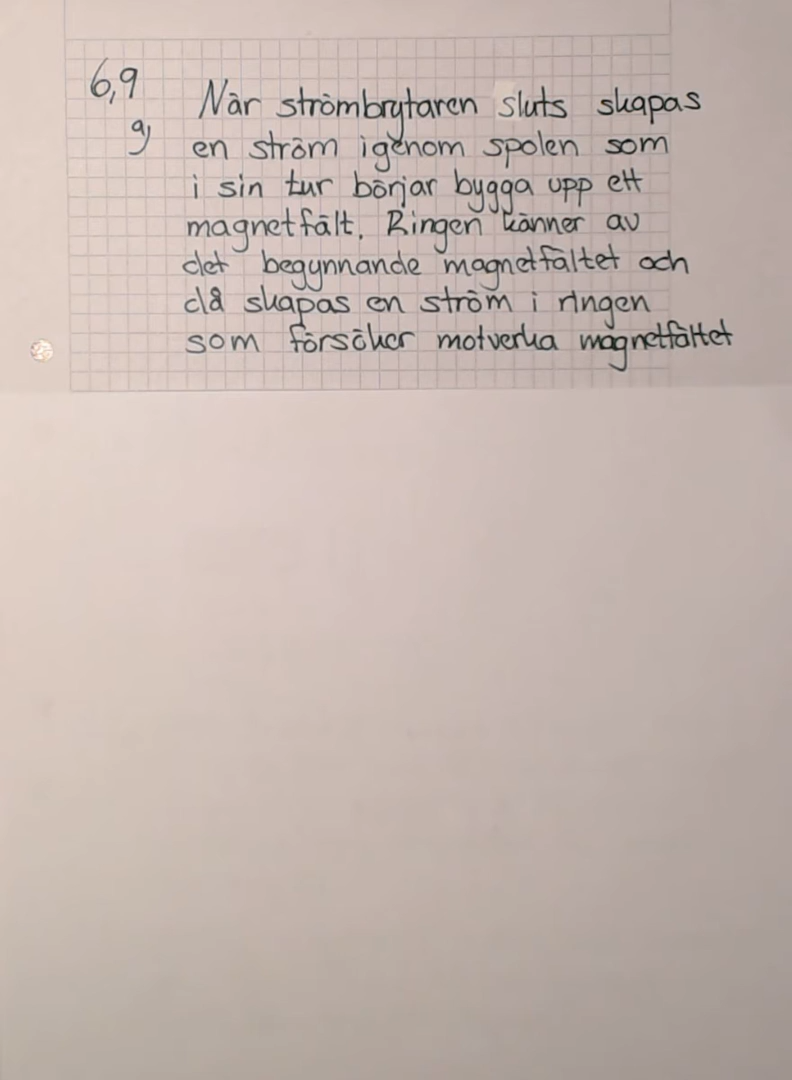 6,9
a) När strömbrytaren sluts skapas
en ström igenom spolen som
i sin tur börjar bygga upp ett
magnetfält. Ringen känner av
det begynnande magnetfältet och
då skapas en ström i ringen
som försöker motverka magnetfältet